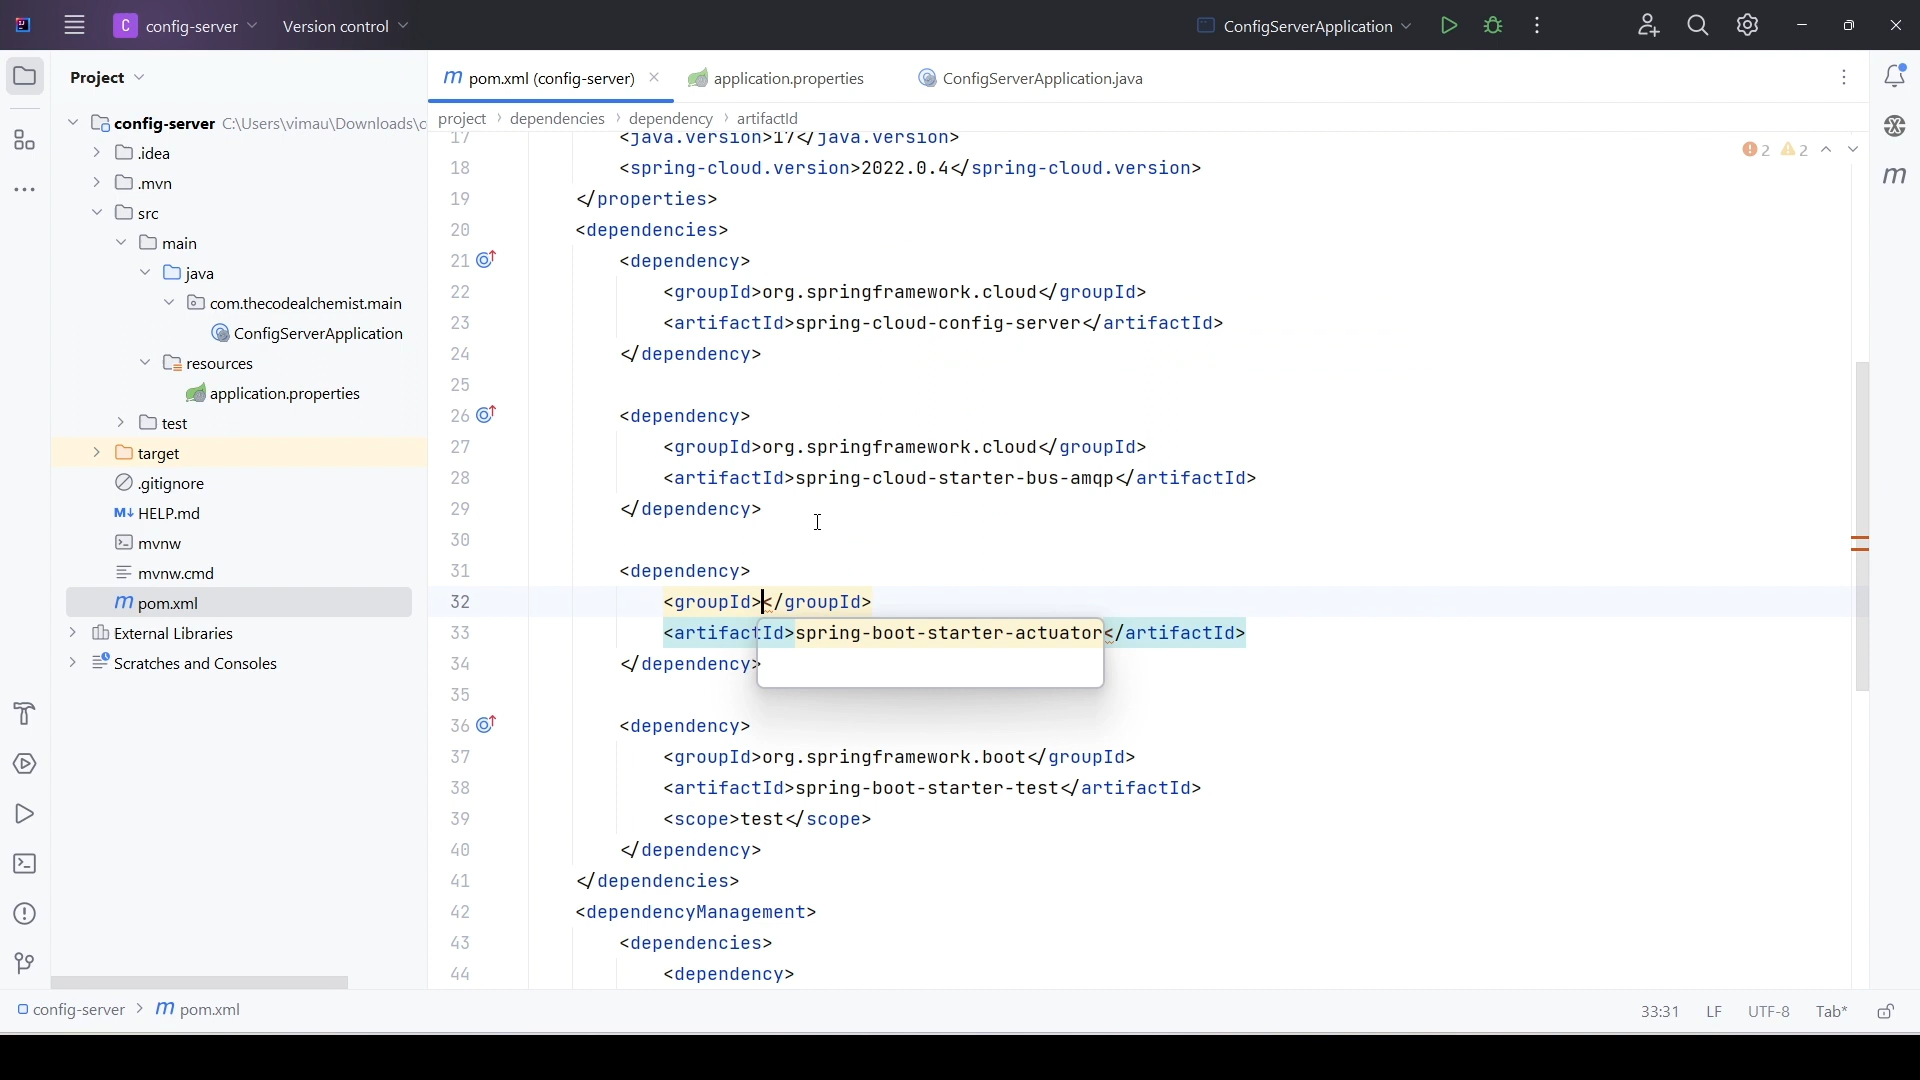 C config-server Version control ConfigServerApplication
Project
pom.xml (config-server) application.properties ConfigServerApplication.java
project dependencies dependency artifactId
config-server C:\Users\vimau\Downloads\c
.idea
.mvn
src
main
java
com.thecodealchemist.main
ConfigServerApplication
resources
application.properties
test
target
.gitignore
M↓ HELP.md
mvnw
mvnw.cmd
m pom.xml
External Libraries
Scratches and Consoles
2 2
17 <java.version>17</java.version>
18 <spring-cloud.version>2022.0.4</spring-cloud.version>
19 </properties>
20 <dependencies>
21 <dependency>
22 <groupId>org.springframework.cloud</groupId>
23 <artifactId>spring-cloud-config-server</artifactId>
24 </dependency>
25
26 <dependency>
27 <groupId>org.springframework.cloud</groupId>
28 <artifactId>spring-cloud-starter-bus-amqp</artifactId>
29 </dependency>
30
31 <dependency>
32 <groupId></groupId>
33 <artifactId>spring-boot-starter-actuator</artifactId>
34 </dependency>
35
36 <dependency>
37 <groupId>org.springframework.boot</groupId>
38 <artifactId>spring-boot-starter-test</artifactId>
39 <scope>test</scope>
40 </dependency>
41 </dependencies>
42 <dependencyManagement>
43 <dependencies>
44 <dependency>
config-server m pom.xml 33:31 LF UTF-8 Tab*